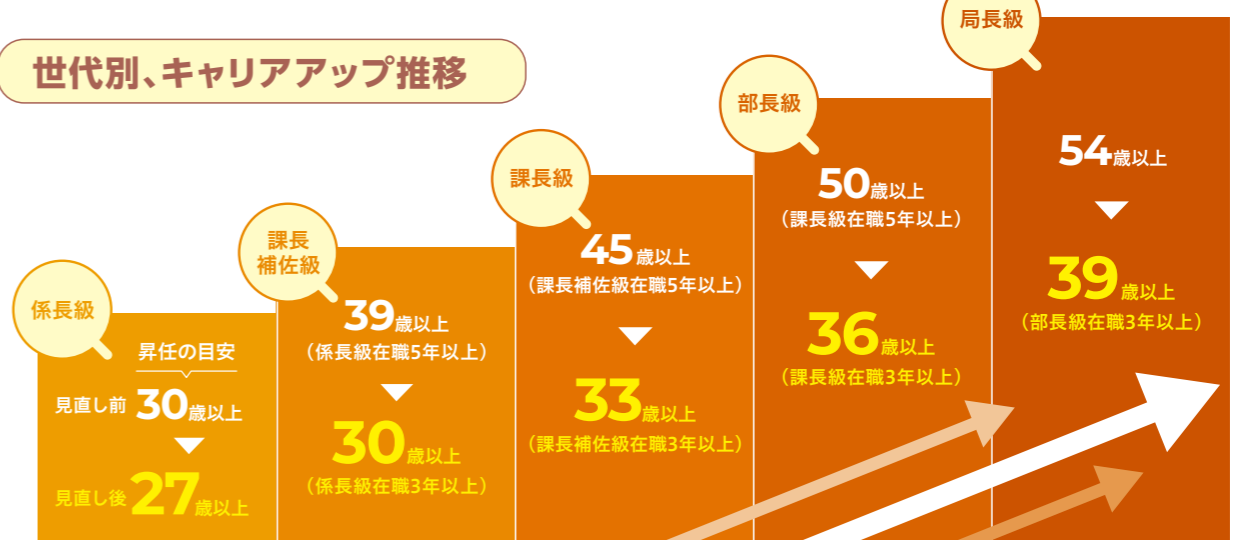 世代別、キャリアアップ推移
係長級
昇任の目安
見直し前 30歳以上
見直し後 27歳以上
課長
補佐級
39歳以上
（係長級在職5年以上）
30歳以上
（係長級在職3年以上）
課長級
45歳以上
（課長補佐級在職5年以上）
33歳以上
（課長補佐級在職3年以上）
部長級
50歳以上
（課長級在職5年以上）
36歳以上
（課長級在職3年以上）
局長級
54歳以上
39歳以上
（部長級在職3年以上）